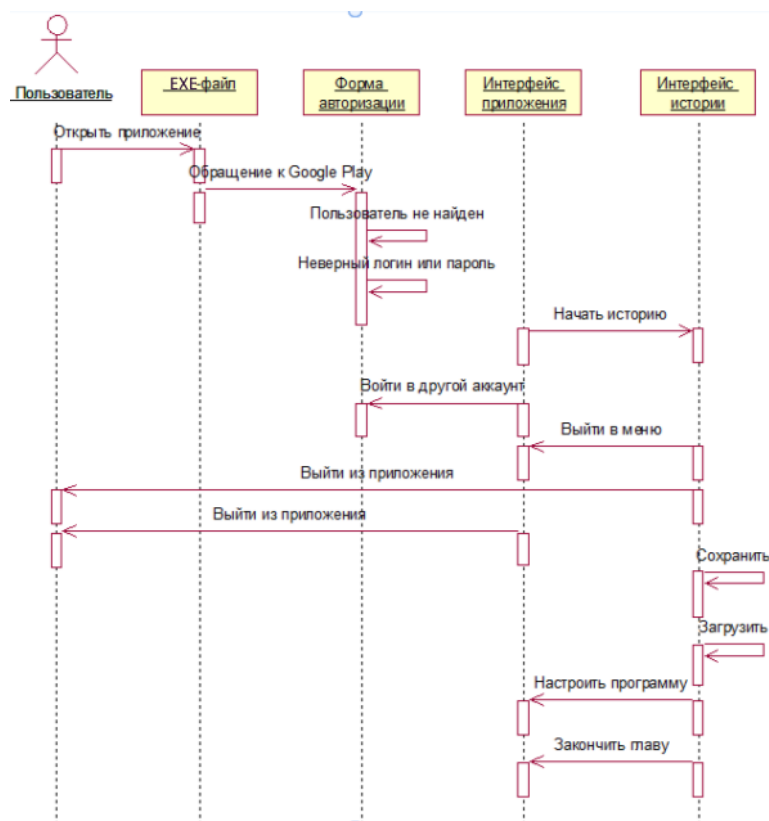 Пользователь
EXE-файл
Форма
авторизации
Интерфейс
приложения
Интерфейс
истории
Открыть приложение
Обращение к Google Play
Пользователь не найден
Неверный логин или пароль
Начать историю
Войти в другой аккаунт
Выйти в меню
Выйти из приложения
Выйти из приложения
Сохранить
Загрузить
Настроить программу
Закончить главу